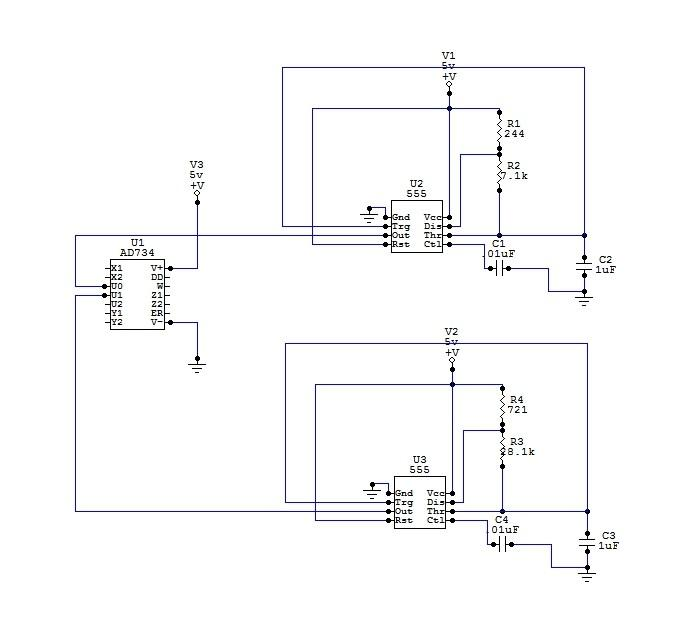 V1
5v
+V
R1
244
R2
7.1k
U2
555
Gnd Vcc
Trg Dis
Out Thr
Rst Ctl
C1
.01uF
C2
1uF
V3
5v
+V
U1
AD734
X1 V+
X2 DD
U0 W
U1 Z1
U2 Z2
Y1 ER
Y2 V-
V2
5v
+V
R4
721
R3
28.1k
U3
555
Gnd Vcc
Trg Dis
Out Thr
Rst Ctl
C4
.01uF
C3
1uF